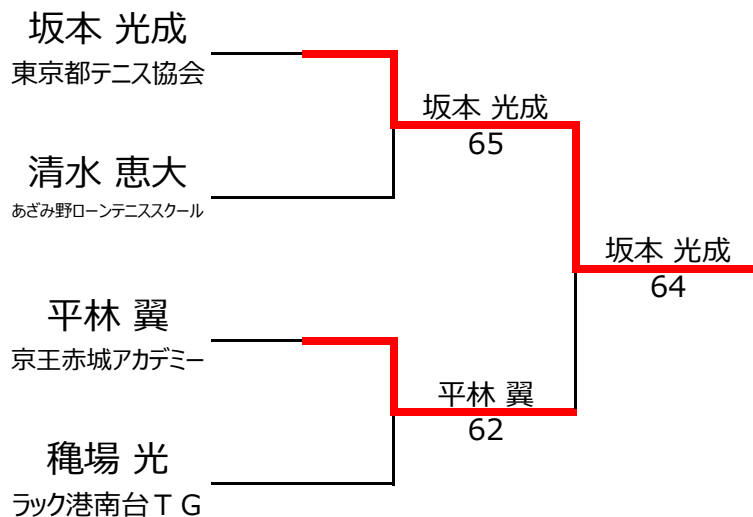 坂本 光成
東京都テニス協会
坂本 光成
65
清水 恵大
あざみ野ローンテニススクール
坂本 光成
64
平林 翼
京王赤城アカデミー
平林 翼
62
穐場 光
ラック港南台ＴＧ